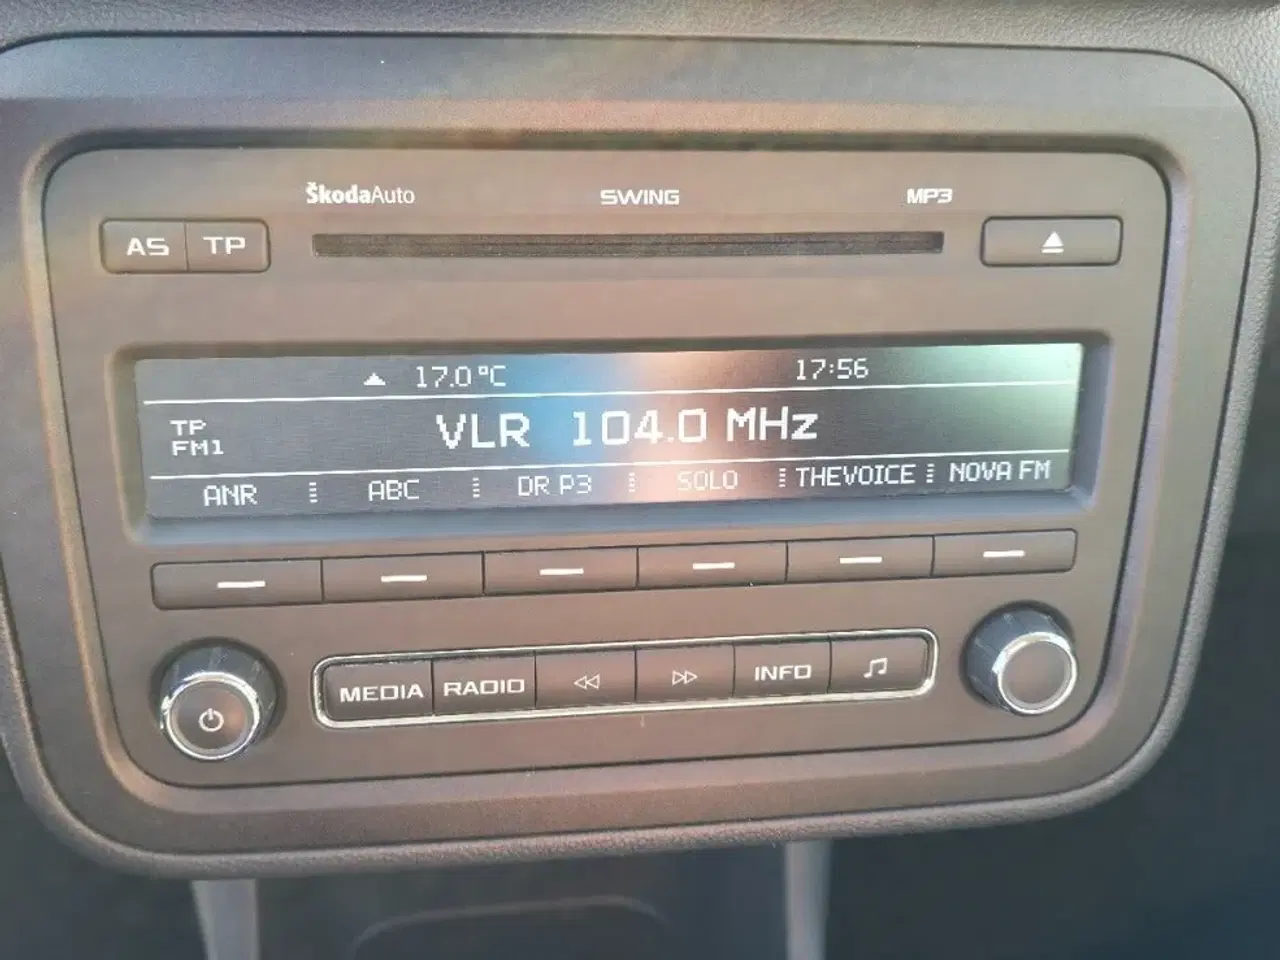 ŠkodaAuto SWING MP3
AS TP
17.0 °C 17:56
TP
FM1
VLR 104.0 MHz
ANR ABC DR P3 SOLO THEVOICE NOVA FM
MEDIA RADIO INFO